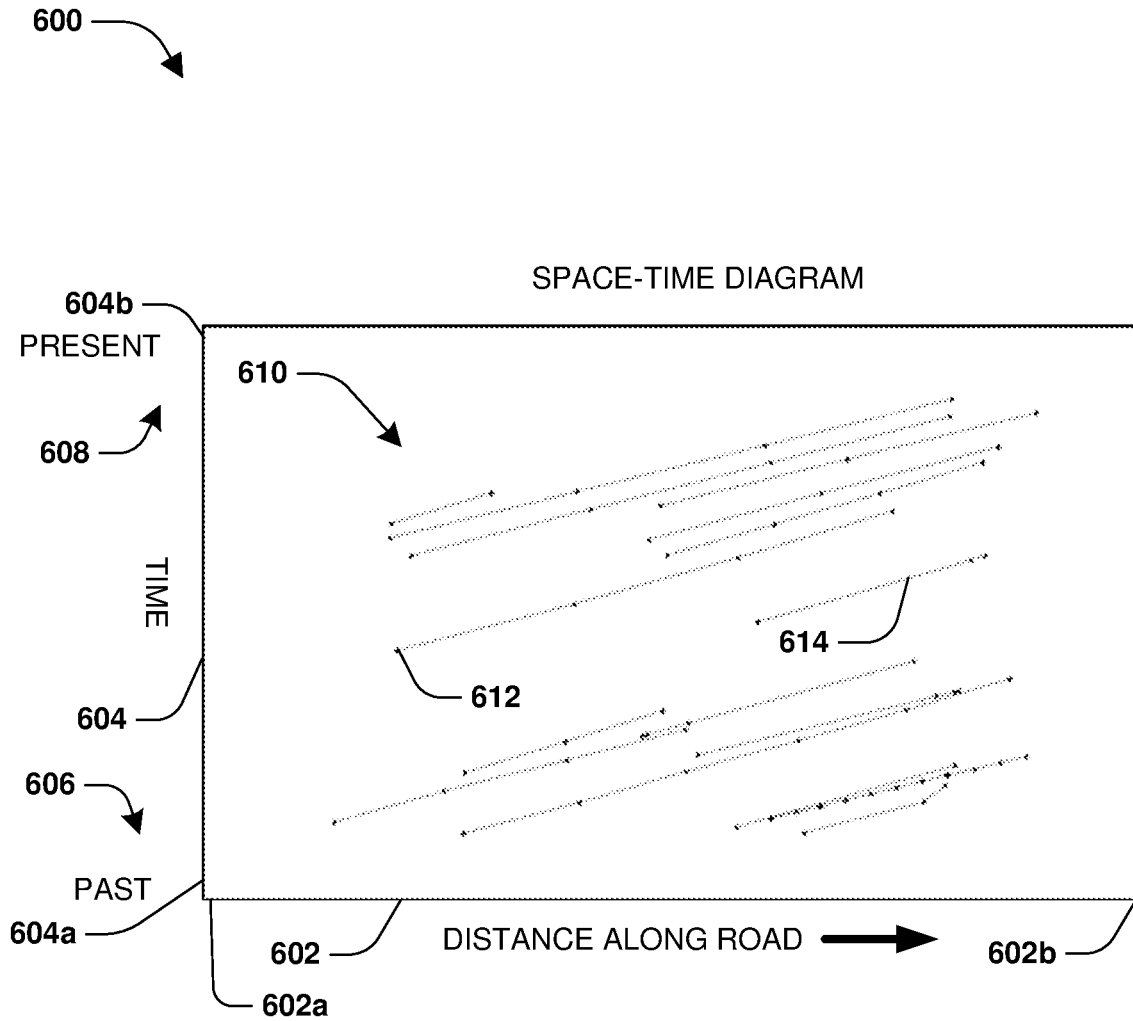 600
SPACE-TIME DIAGRAM
604b
PRESENT
610
608
TIME
614
612
604
606
PAST
604a
602
DISTANCE ALONG ROAD
602b
602a